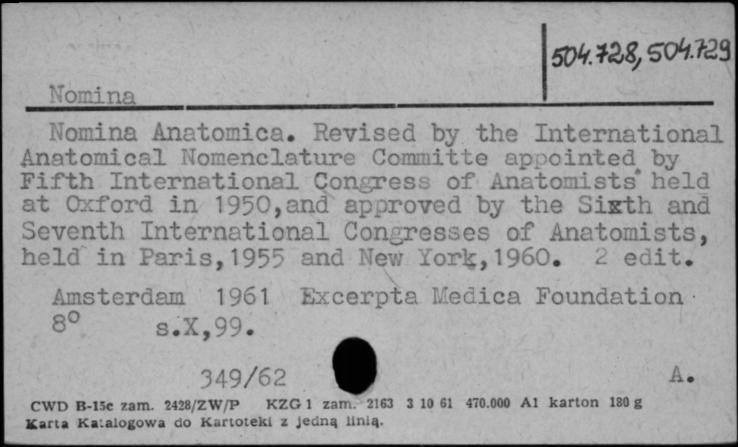 504.728, 504.729
Nomina
Nomina Anatomica. Revised by the International
Anatomical Nomenclature Committe appointed by
Fifth International Congress of Anatomists held
at Oxford in 1950,and approved by the Sixth and
Seventh International Congresses of Anatomists,
held in Paris,1955 and New York,1960. 2 edit.
Amsterdam 1961 Excerpta Medica Foundation
8° s.X,99.
349/62 A.
CWD B-15c zam. 2428/ZW/P KZG 1 zam. 2163 3 10 61 470.000 A1 karton 180 g
Karta Katalogowa do Kartoteki z jedną linią.